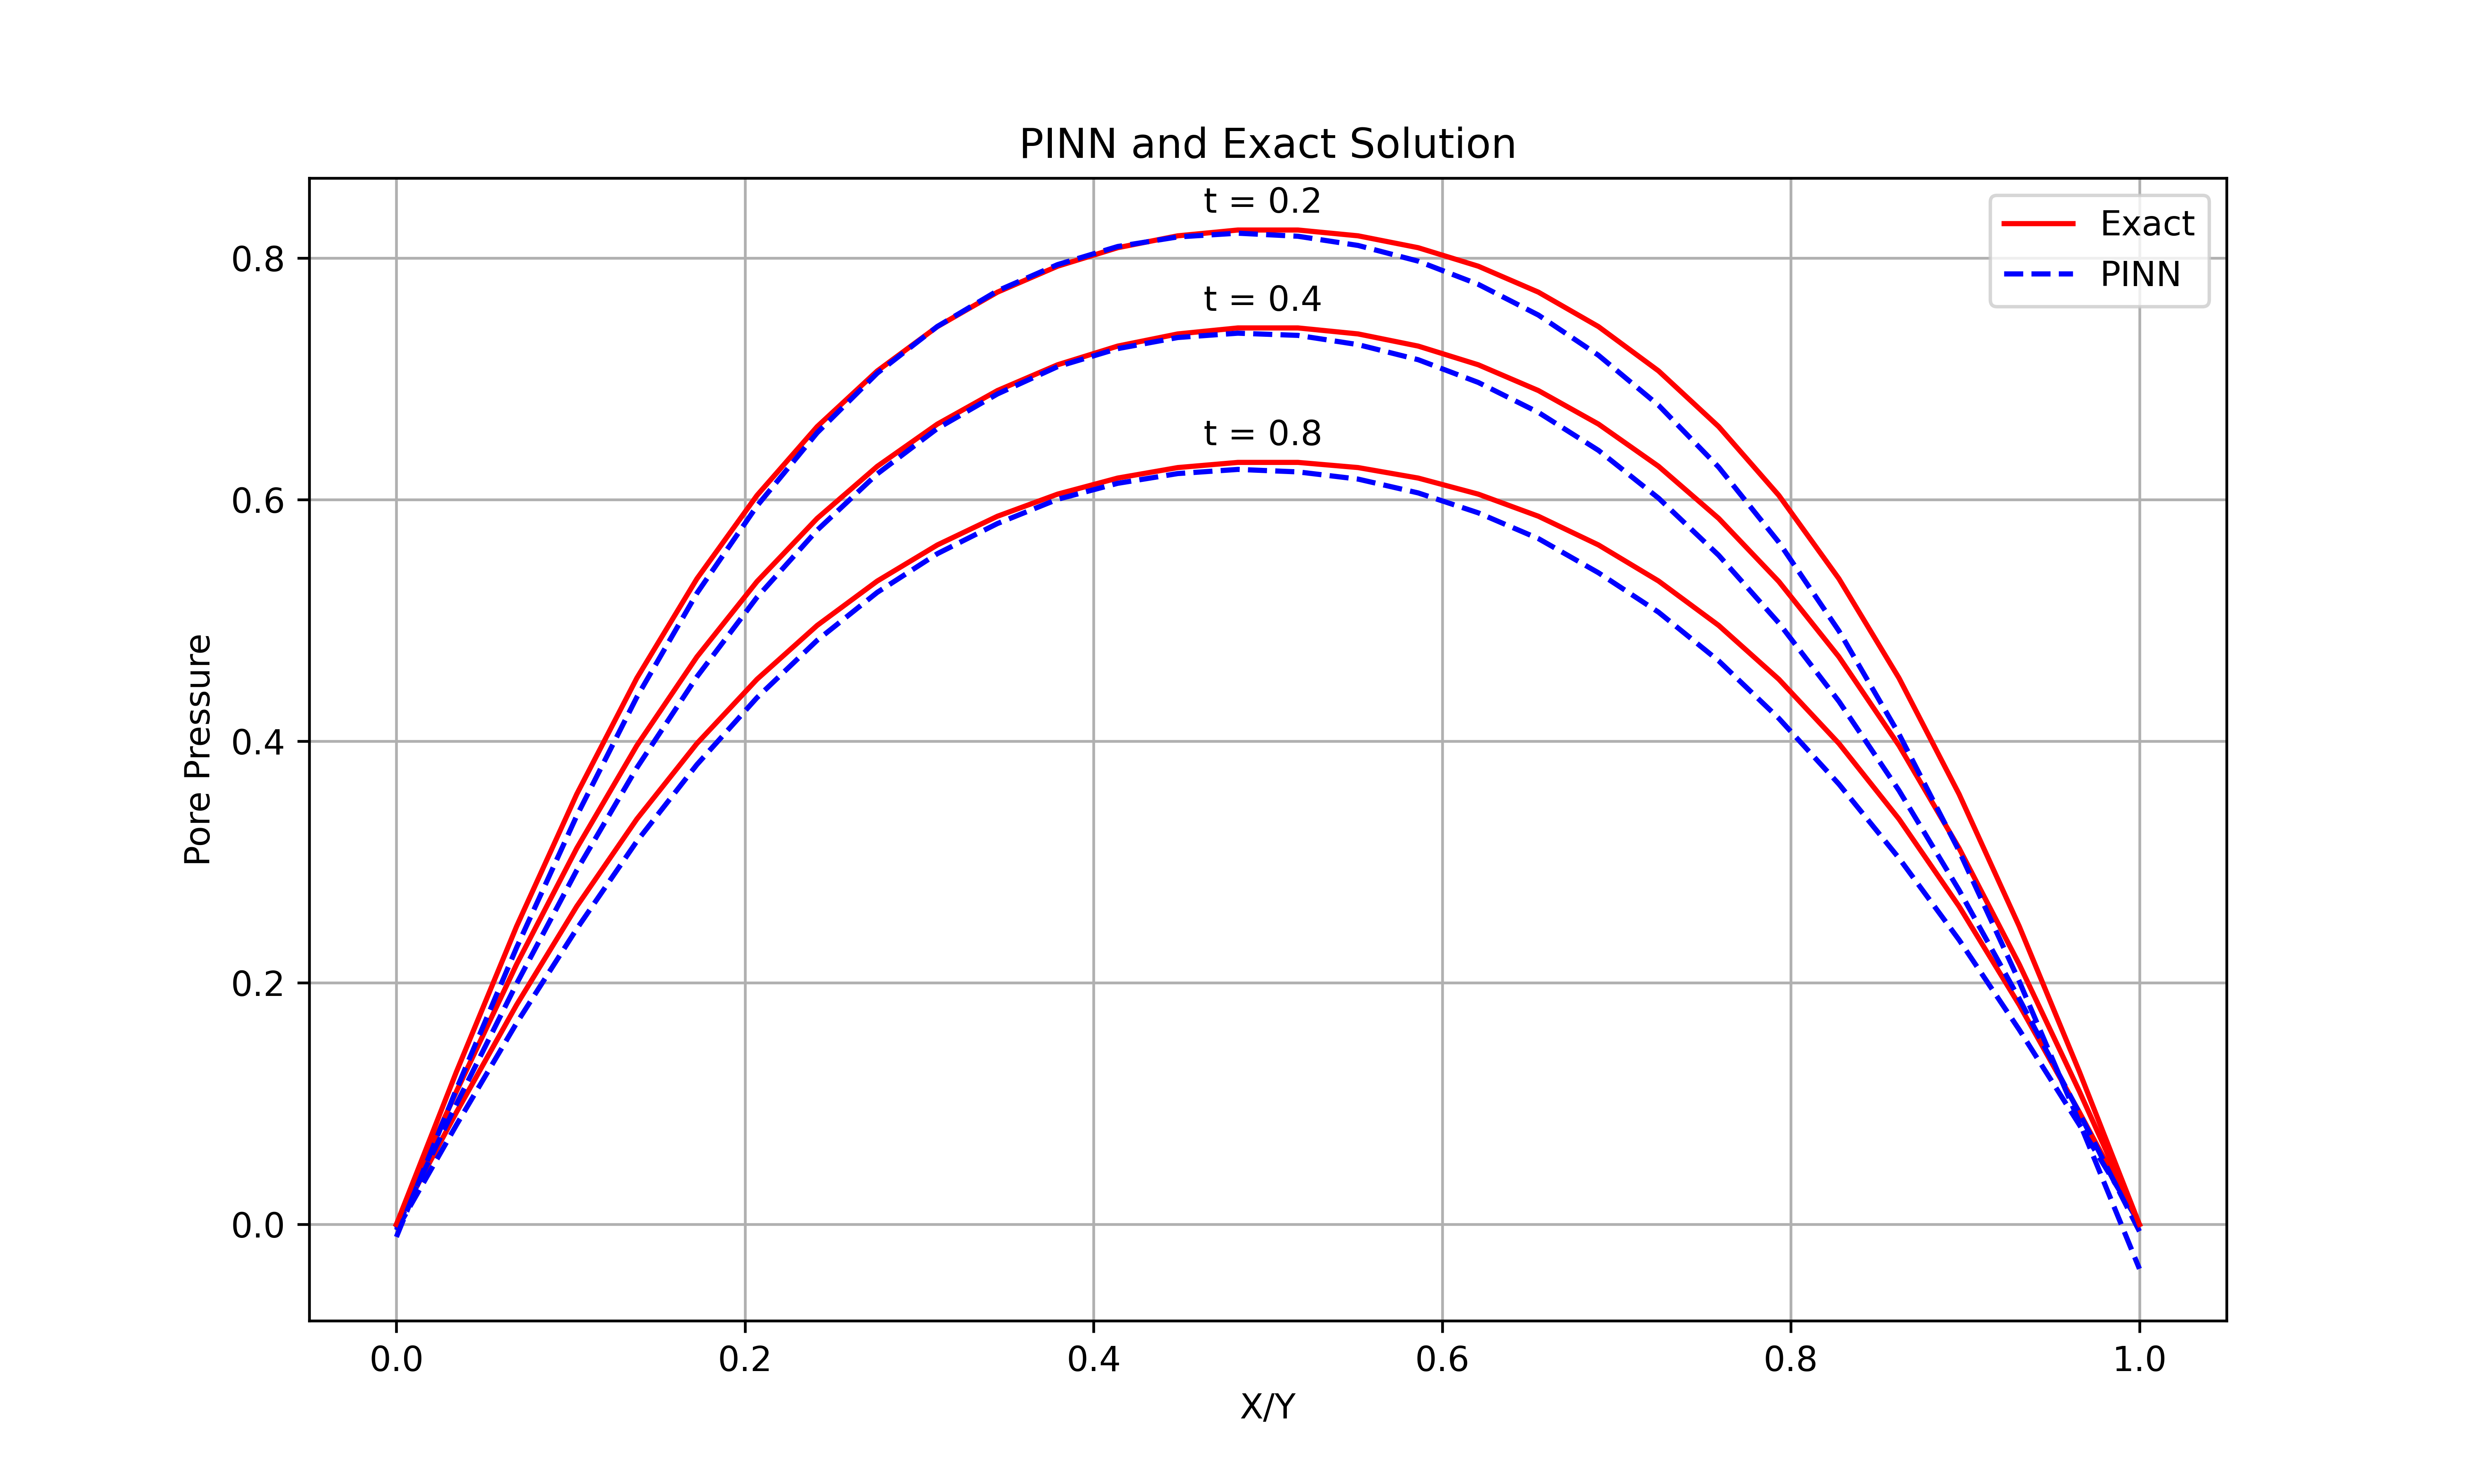 PINN and Exact Solution
t = 0.2
t = 0.4
t = 0.8
Exact
PINN
Pore Pressure
0.8
0.6
0.4
0.2
0.0
0.0 0.2 0.4 0.6 0.8 1.0
X/Y